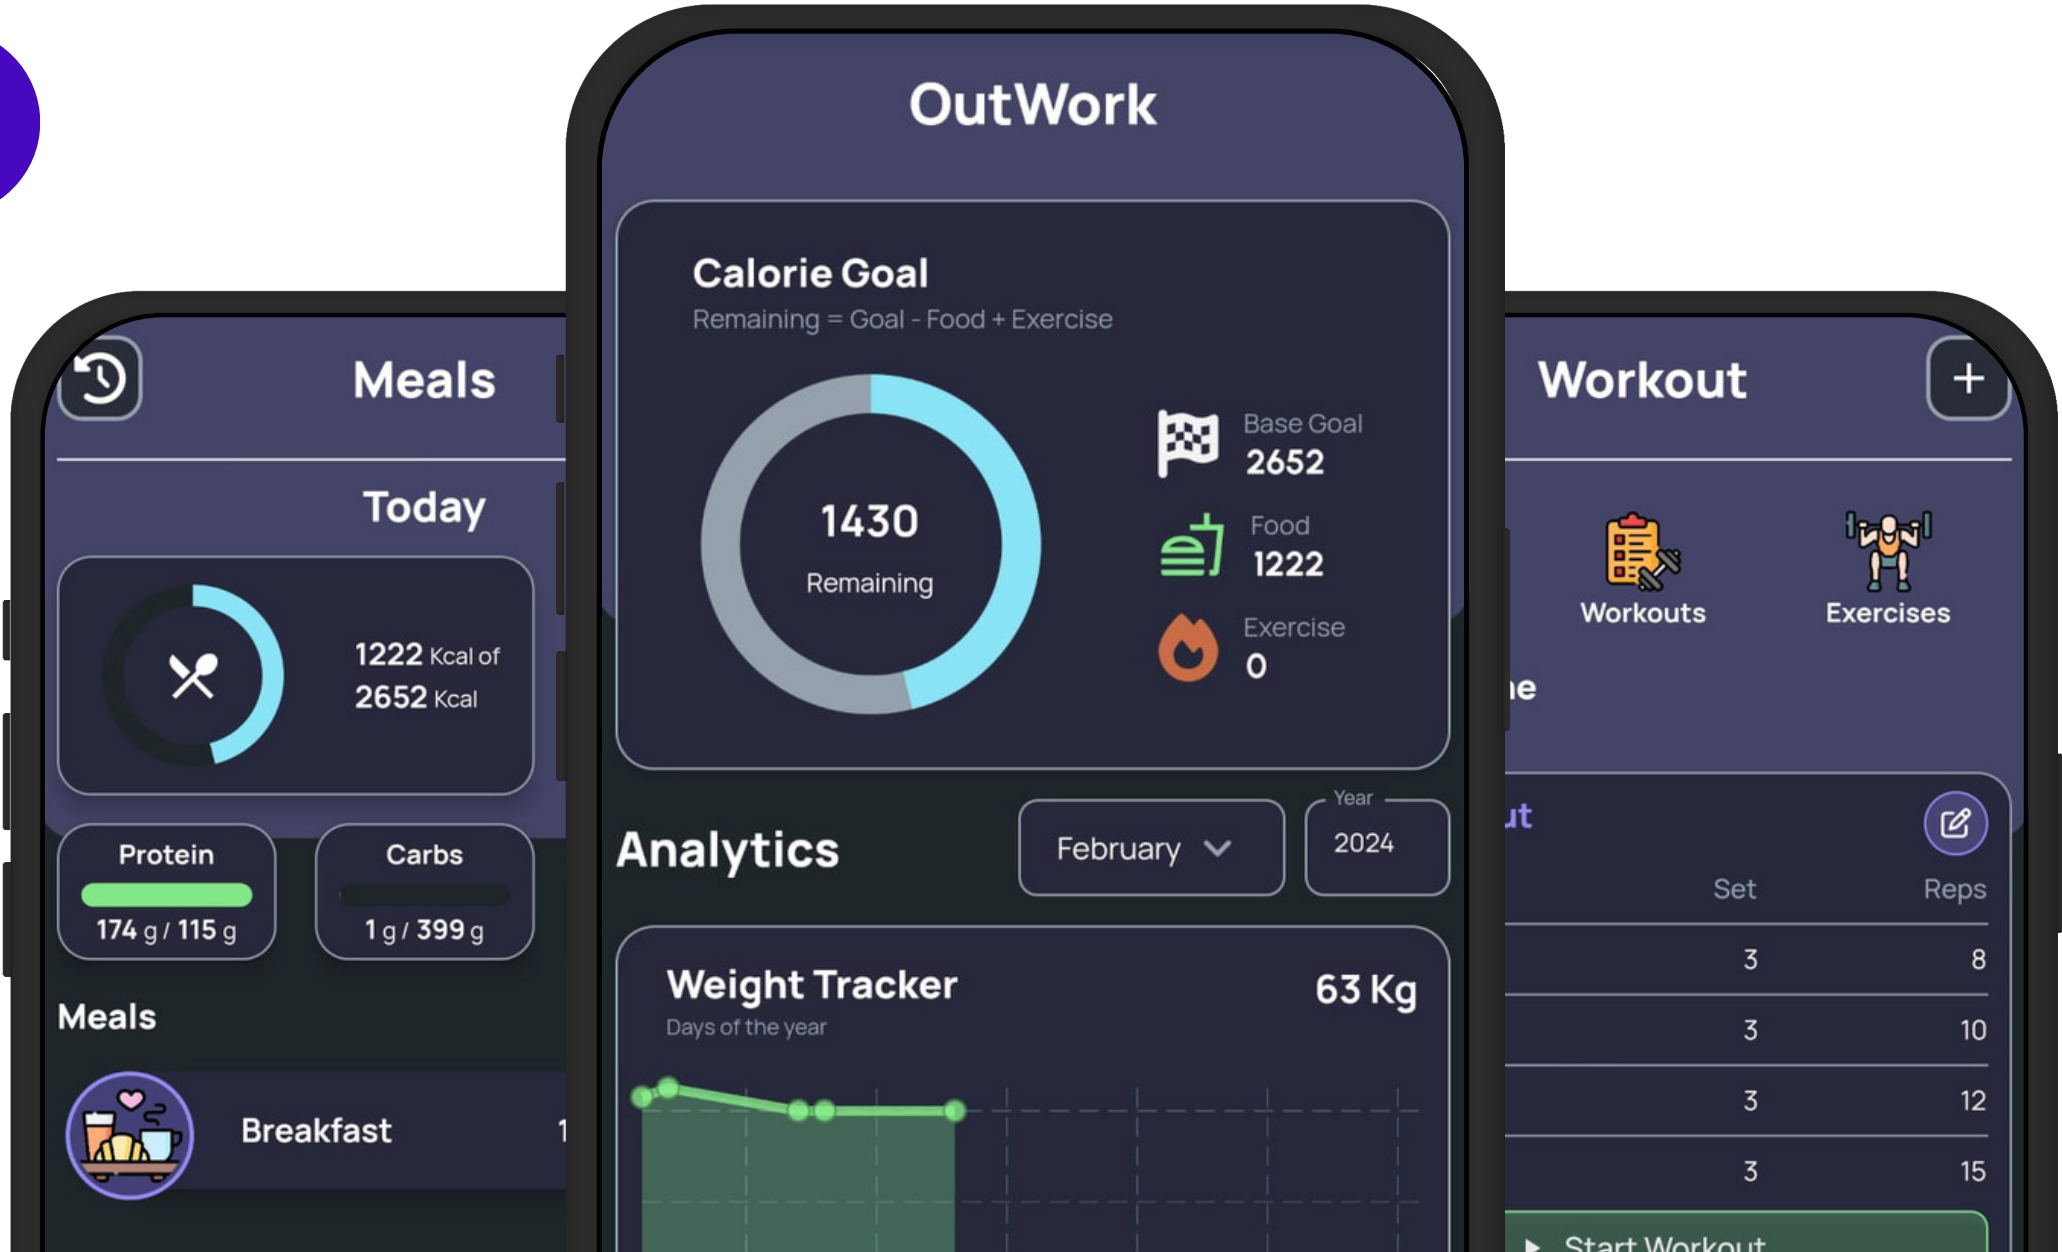 OutWork
Calorie Goal
Remaining = Goal - Food + Exercise
1430
Remaining
Base Goal
2652
Food
1222
Exercise
0
Analytics
February
Year
2024
Weight Tracker
63 Kg
Days of the year
Meals
Today
1222 Kcal of
2652 Kcal
Protein
174 g / 115 g
Carbs
1 g / 399 g
Meals
Breakfast
Workout
Workouts
Exercises
Set Reps
3 8
3 10
3 12
3 15
Start Workout